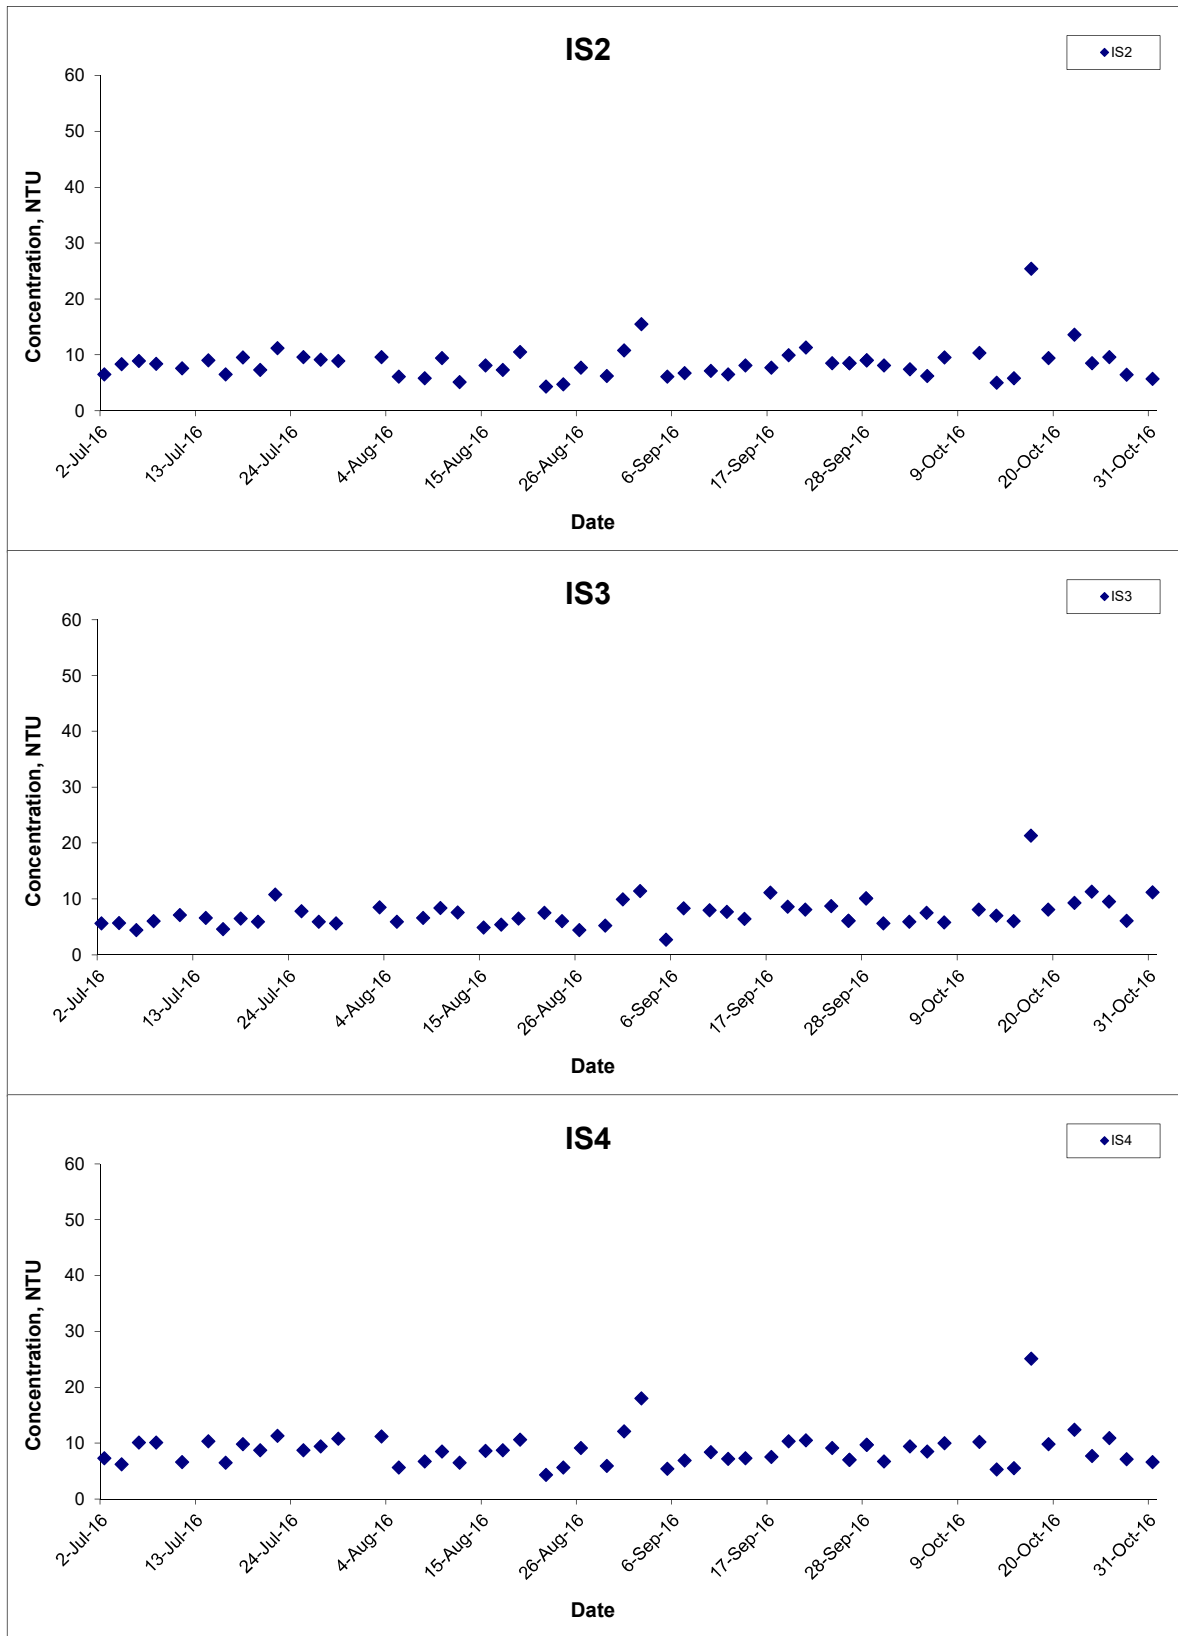 IS2
IS2
60
50
40
30
20
10
0
Concentration, NTU
2-Jul-16
13-Jul-16
24-Jul-16
4-Aug-16
15-Aug-16
26-Aug-16
6-Sep-16
17-Sep-16
28-Sep-16
9-Oct-16
20-Oct-16
31-Oct-16
Date
IS3
IS3
60
50
40
30
20
10
0
Concentration, NTU
2-Jul-16
13-Jul-16
24-Jul-16
4-Aug-16
15-Aug-16
26-Aug-16
6-Sep-16
17-Sep-16
28-Sep-16
9-Oct-16
20-Oct-16
31-Oct-16
Date
IS4
IS4
60
50
40
30
20
10
0
Concentration, NTU
2-Jul-16
13-Jul-16
24-Jul-16
4-Aug-16
15-Aug-16
26-Aug-16
6-Sep-16
17-Sep-16
28-Sep-16
9-Oct-16
20-Oct-16
31-Oct-16
Date